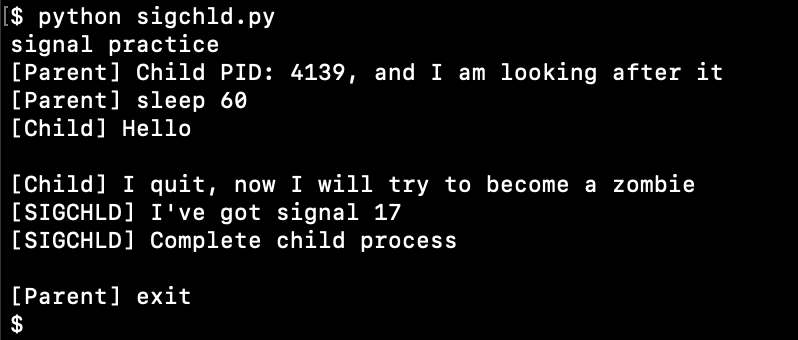 [$ python sigchld.py
signal practice
[Parent] Child PID: 4139, and I am looking after it
[Parent] sleep 60
[Child] Hello
[Child] I quit, now I will try to become a zombie
[SIGCHLD] I've got signal 17
[SIGCHLD] Complete child process
[Parent] exit
$